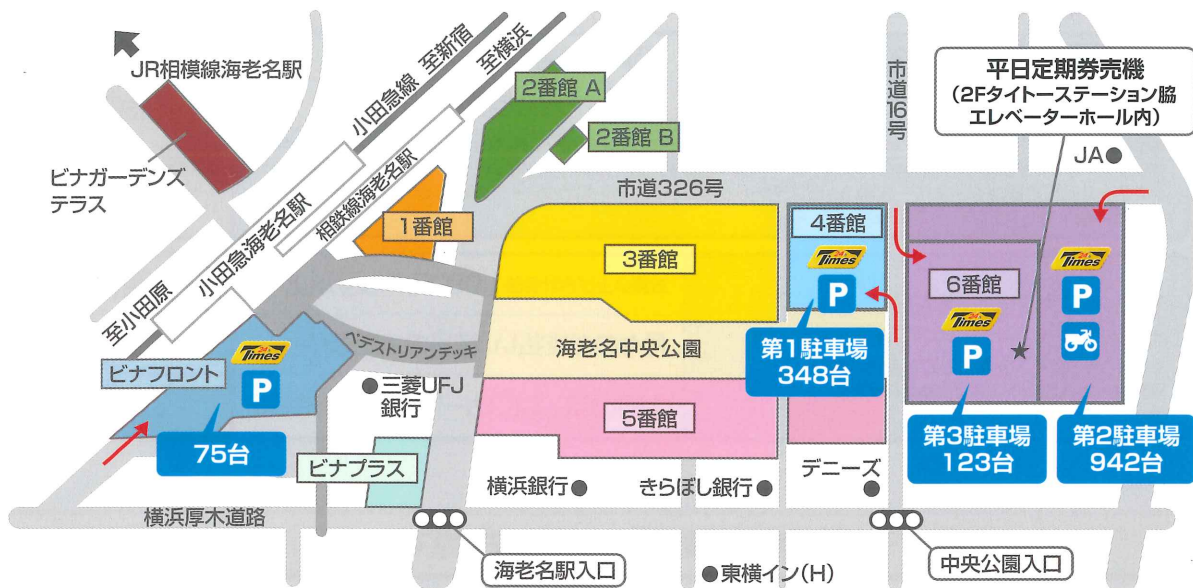 JR相模線海老名駅
小田急線
至新宿
至横浜
2番館 A
2番館 B
市道16号
平日定期券売機
(2Fタイトーステーション脇
エレベーターホール内)
JA
ビナガーデンズ
テラス
小田急海老名駅
相鉄線海老名駅
1番館
市道326号
3番館
4番館
24h Times
P
6番館
24h Times
P
24h Times
P
至小田原
ビナフロント
24h Times
P
ペデストリアンデッキ
海老名中央公園
第1駐車場
348台
三菱UFJ
銀行
75台
5番館
第3駐車場
123台
第2駐車場
942台
ビナプラス
横浜銀行
きらぼし銀行
デニーズ
横浜厚木道路
海老名駅入口
東横イン(H)
中央公園入口